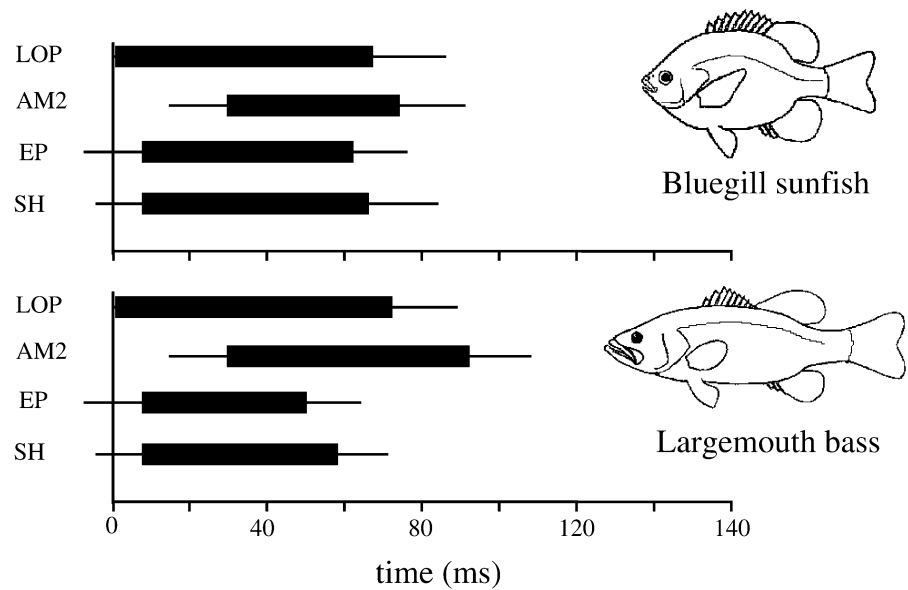 LOP
AM2
EP
SH
Bluegill sunfish
LOP
AM2
EP
SH
Largemouth bass
0 40 80 120 140
time (ms)